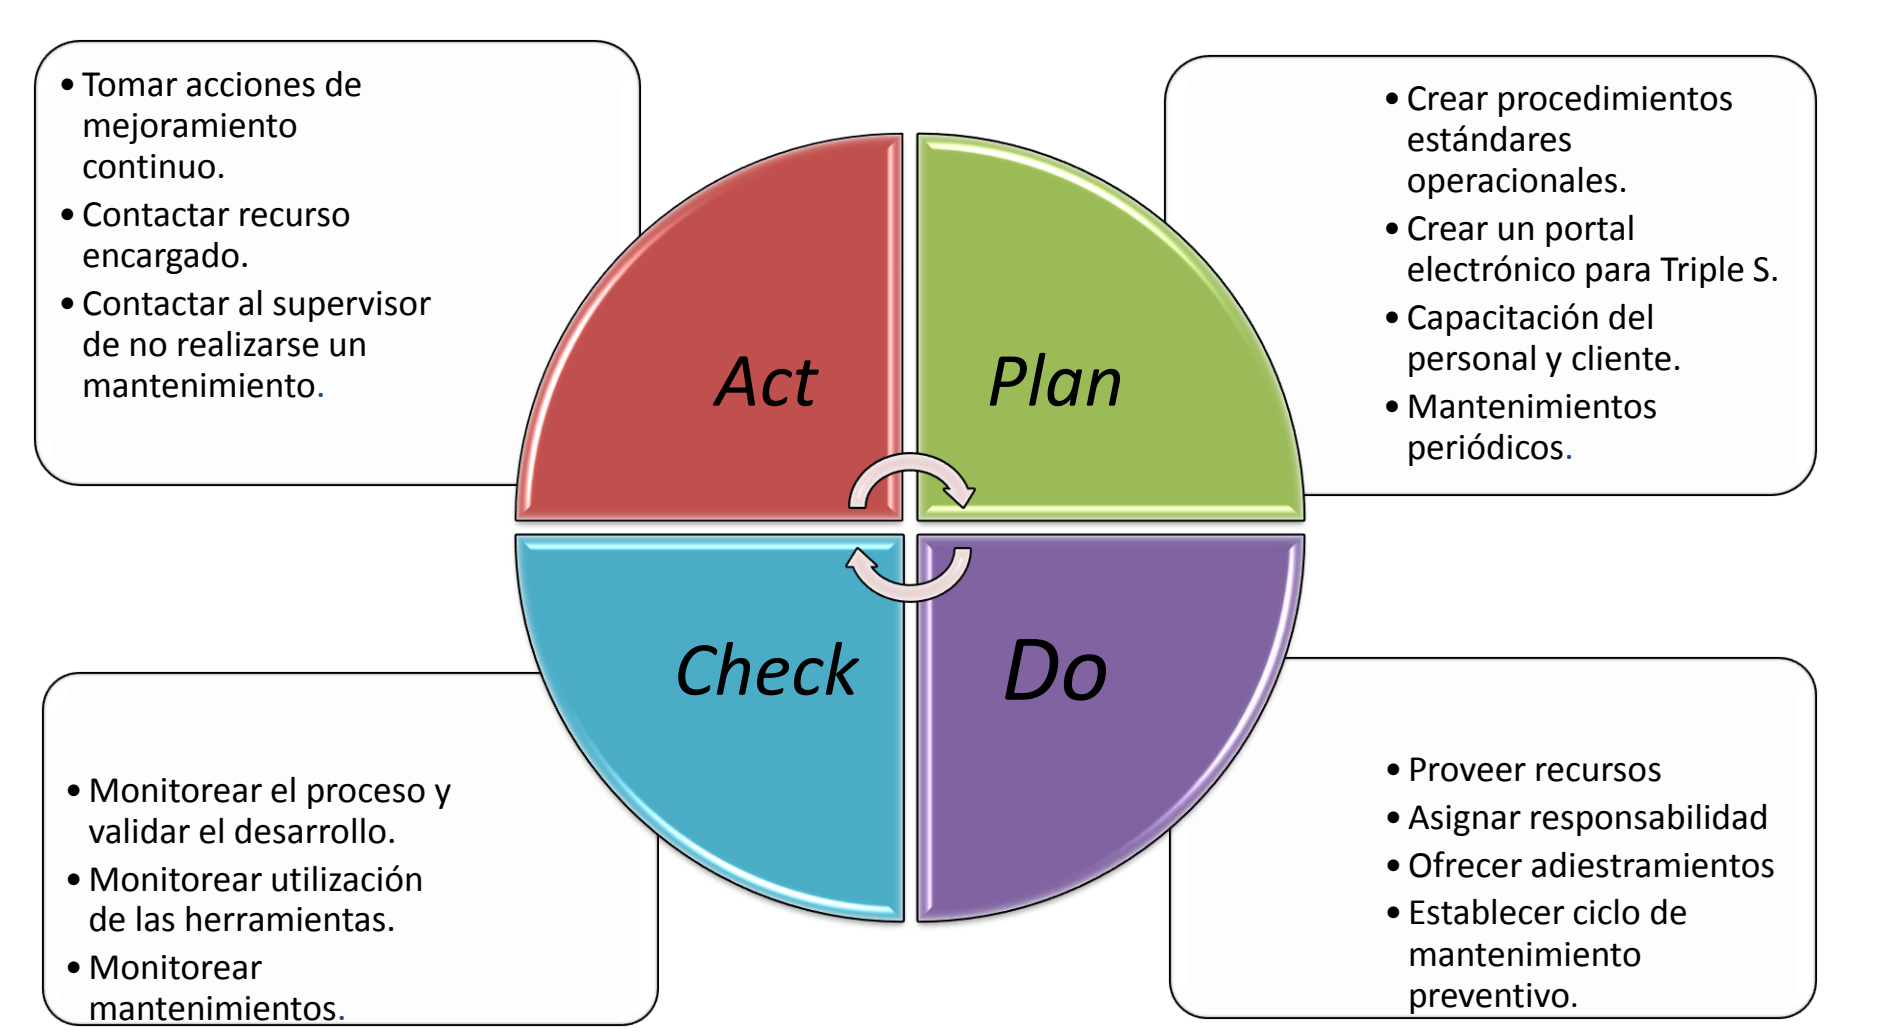 • Tomar acciones de
mejoramiento
continuo.
• Contactar recurso
encargado.
• Contactar al supervisor
de no realizarse un
mantenimiento.
• Crear procedimientos
estándares
operacionales.
• Crear un portal
electrónico para Triple S.
• Capacitación del
personal y cliente.
• Mantenimientos
periódicos.
Act
Plan
Check
Do
• Monitorear el proceso y
validar el desarrollo.
• Monitorear utilización
de las herramientas.
• Monitorear
mantenimientos.
• Proveer recursos
• Asignar responsabilidad
• Ofrecer adiestramientos
• Establecer ciclo de
mantenimiento
preventivo.